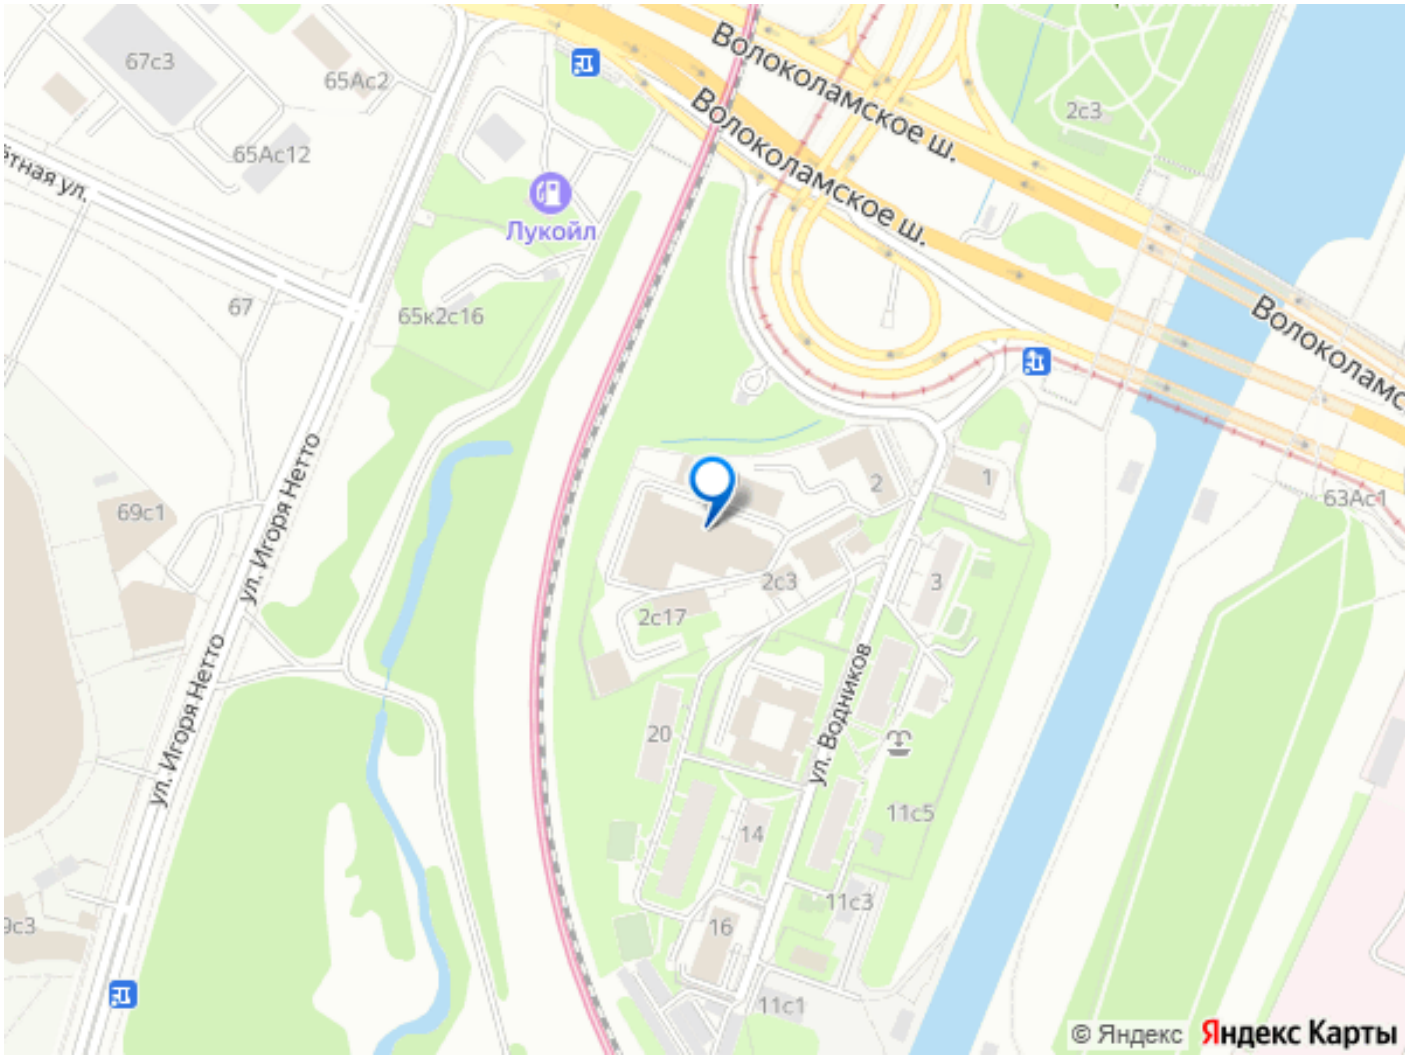 67с3
65Ас2
Волоколамское ш.
2с3
Волоколамское ш.
65Ас12
ётная ул.
Лукойл
67
65к2с16
Волоколамс
ул. Игоря Нетто
69с1
2
1
63Ас1
2с3
3
2с17
ул. Игоря Нетто
ул. Водников
20
14
11с5
11с3
16
9с3
11с1
© Яндекс
Яндекс Карты